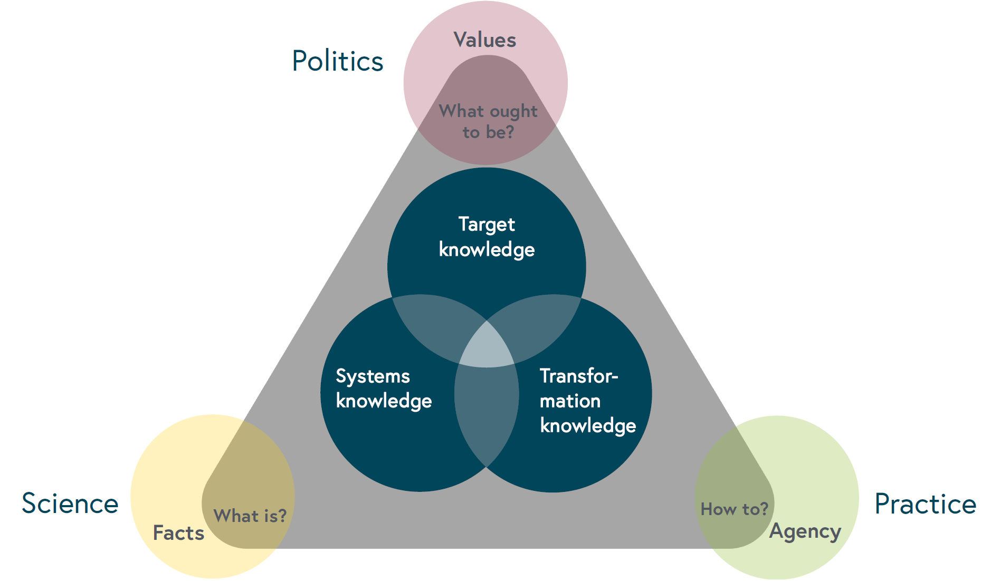 Values
Politics
What ought
to be?
Target
knowledge
Systems
knowledge
Transfor-
mation
knowledge
Science
What is?
Facts
How to?
Agency
Practice